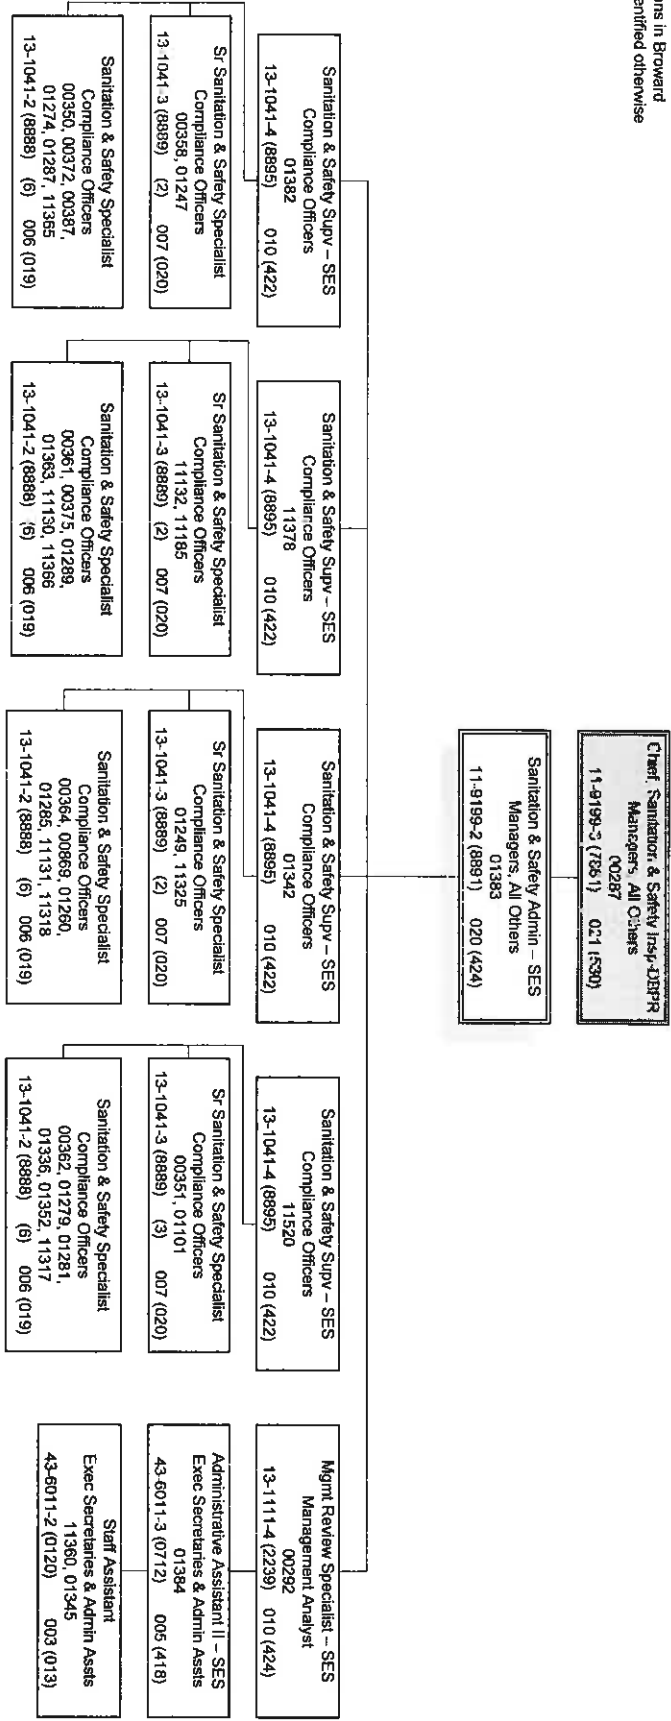 ons in Broward
entified otherwise
Chief, Sanitation & Safety Insp-DBPR
Managers, All Others
00287
11-9199-3 (7861) 021 (530)
Sanitation & Safety Admin – SES
Managers, All Others
01383
11-9199-2 (8891) 020 (424)
Sanitation & Safety Supv – SES
Compliance Officers
01382
13-1041-4 (8895) 010 (422)
Sr Sanitation & Safety Specialist
Compliance Officers
00358, 01247
13-1041-3 (8889) (2) 007 (020)
Sanitation & Safety Specialist
Compliance Officers
00350, 00372, 00387,
01274, 01287, 11365
13-1041-2 (8888) (6) 006 (019)
Sanitation & Safety Supv – SES
Compliance Officers
11378
13-1041-4 (8895) 010 (422)
Sr Sanitation & Safety Specialist
Compliance Officers
11132, 11185
13-1041-3 (8889) (2) 007 (020)
Sanitation & Safety Specialist
Compliance Officers
00361, 00375, 01289,
01363, 11130, 11366
13-1041-2 (8888) (6) 006 (019)
Sanitation & Safety Supv – SES
Compliance Officers
01342
13-1041-4 (8895) 010 (422)
Sr Sanitation & Safety Specialist
Compliance Officers
01249, 11325
13-1041-3 (8889) (2) 007 (020)
Sanitation & Safety Specialist
Compliance Officers
00364, 00869, 01260,
01285, 11131, 11318
13-1041-2 (8888) (6) 006 (019)
Sanitation & Safety Supv – SES
Compliance Officers
11520
13-1041-4 (8895) 010 (422)
Sr Sanitation & Safety Specialist
Compliance Officers
00351, 01101
13-1041-3 (8889) (3) 007 (020)
Sanitation & Safety Specialist
Compliance Officers
00362, 01279, 01281,
01336, 01352, 11317
13-1041-2 (8888) (6) 006 (019)
Mgmt Review Specialist – SES
Management Analyst
00292
13-1111-4 (2239) 010 (424)
Administrative Assistant II – SES
Exec Secretaries & Admin Assts
01384
43-6011-3 (0712) 005 (418)
Staff Assistant
Exec Secretaries & Admin Assts
11360, 01345
43-6011-2 (0120) 003 (013)